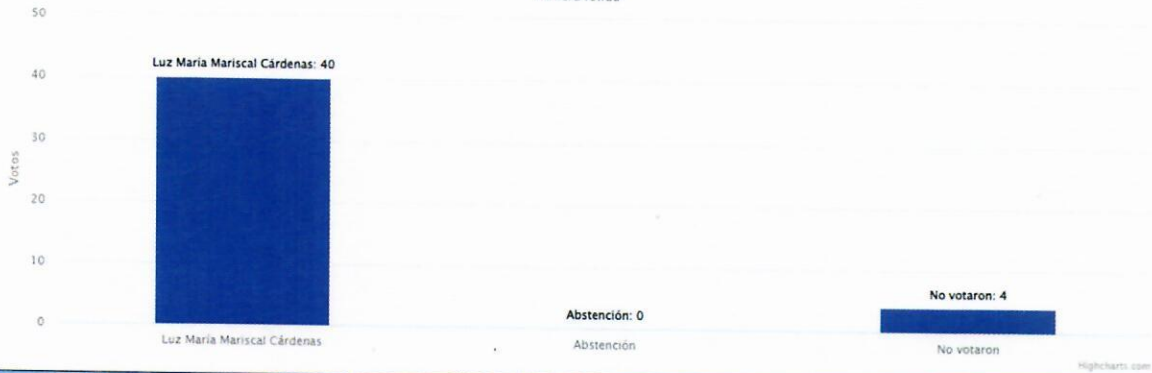 50
Luz María Mariscal Cárdenas: 40
40
30
Votos
20
10
No votaron: 4
Abstención: 0
0
Luz María Mariscal Cárdenas
Abstención
No votaron
Highcharts.com